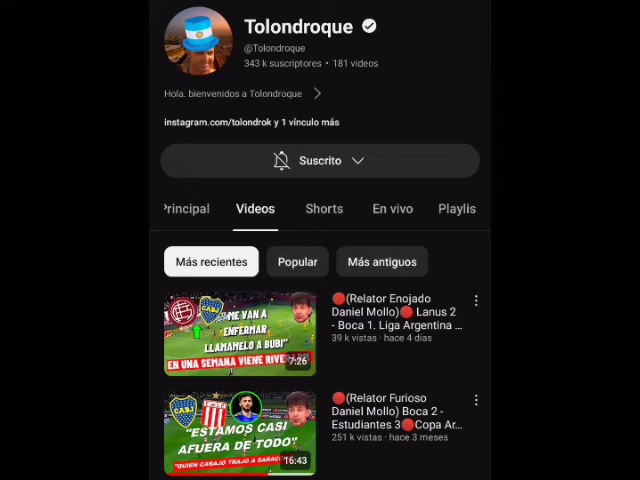 Tolondroque
@Tolondroque
343 k suscriptores • 181 videos
Hola. bienvenidos a Tolondroque
instagram.com/tolondrok y 1 vínculo más
Suscrito
Principal Videos Shorts En vivo Playlis
Más recientes Popular Más antiguos
CABJ
"ME VAN A
ENFERMAR
LLAMAMELO A BUBI"
EN UNA SEMANA VIENE RIVE
7:26
🔴(Relator Enojado
Daniel Mollo)🔴 Lanus 2
- Boca 1. Liga Argentina ...
39 k vistas • hace 4 días
CABJ
"ESTAMOS CASI
AFUERA DE TODO"
"QUIEN CARAJO TRAJO A SARAC
16:43
🔴(Relator Furioso
Daniel Mollo) Boca 2 -
Estudiantes 3🔴Copa Ar...
251 k vistas • hace 3 meses